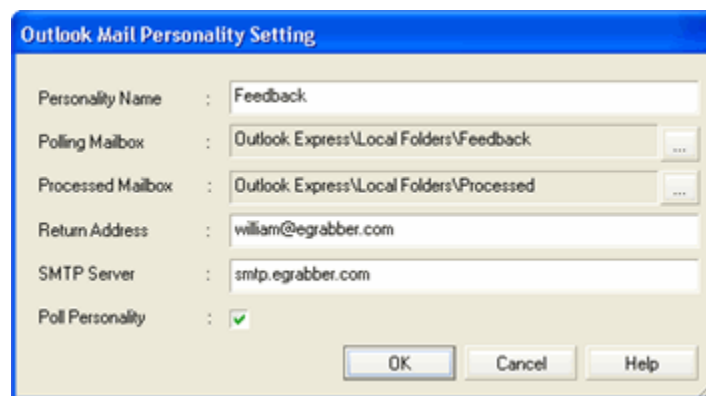 Outlook Mail Personality Setting
Personality Name : Feedback
Polling Mailbox : Outlook Express\Local Folders\Feedback ...
Processed Mailbox : Outlook Express\Local Folders\Processed ...
Return Address : william@egrabber.com
SMTP Server : smtp.egrabber.com
Poll Personality :
OK Cancel Help